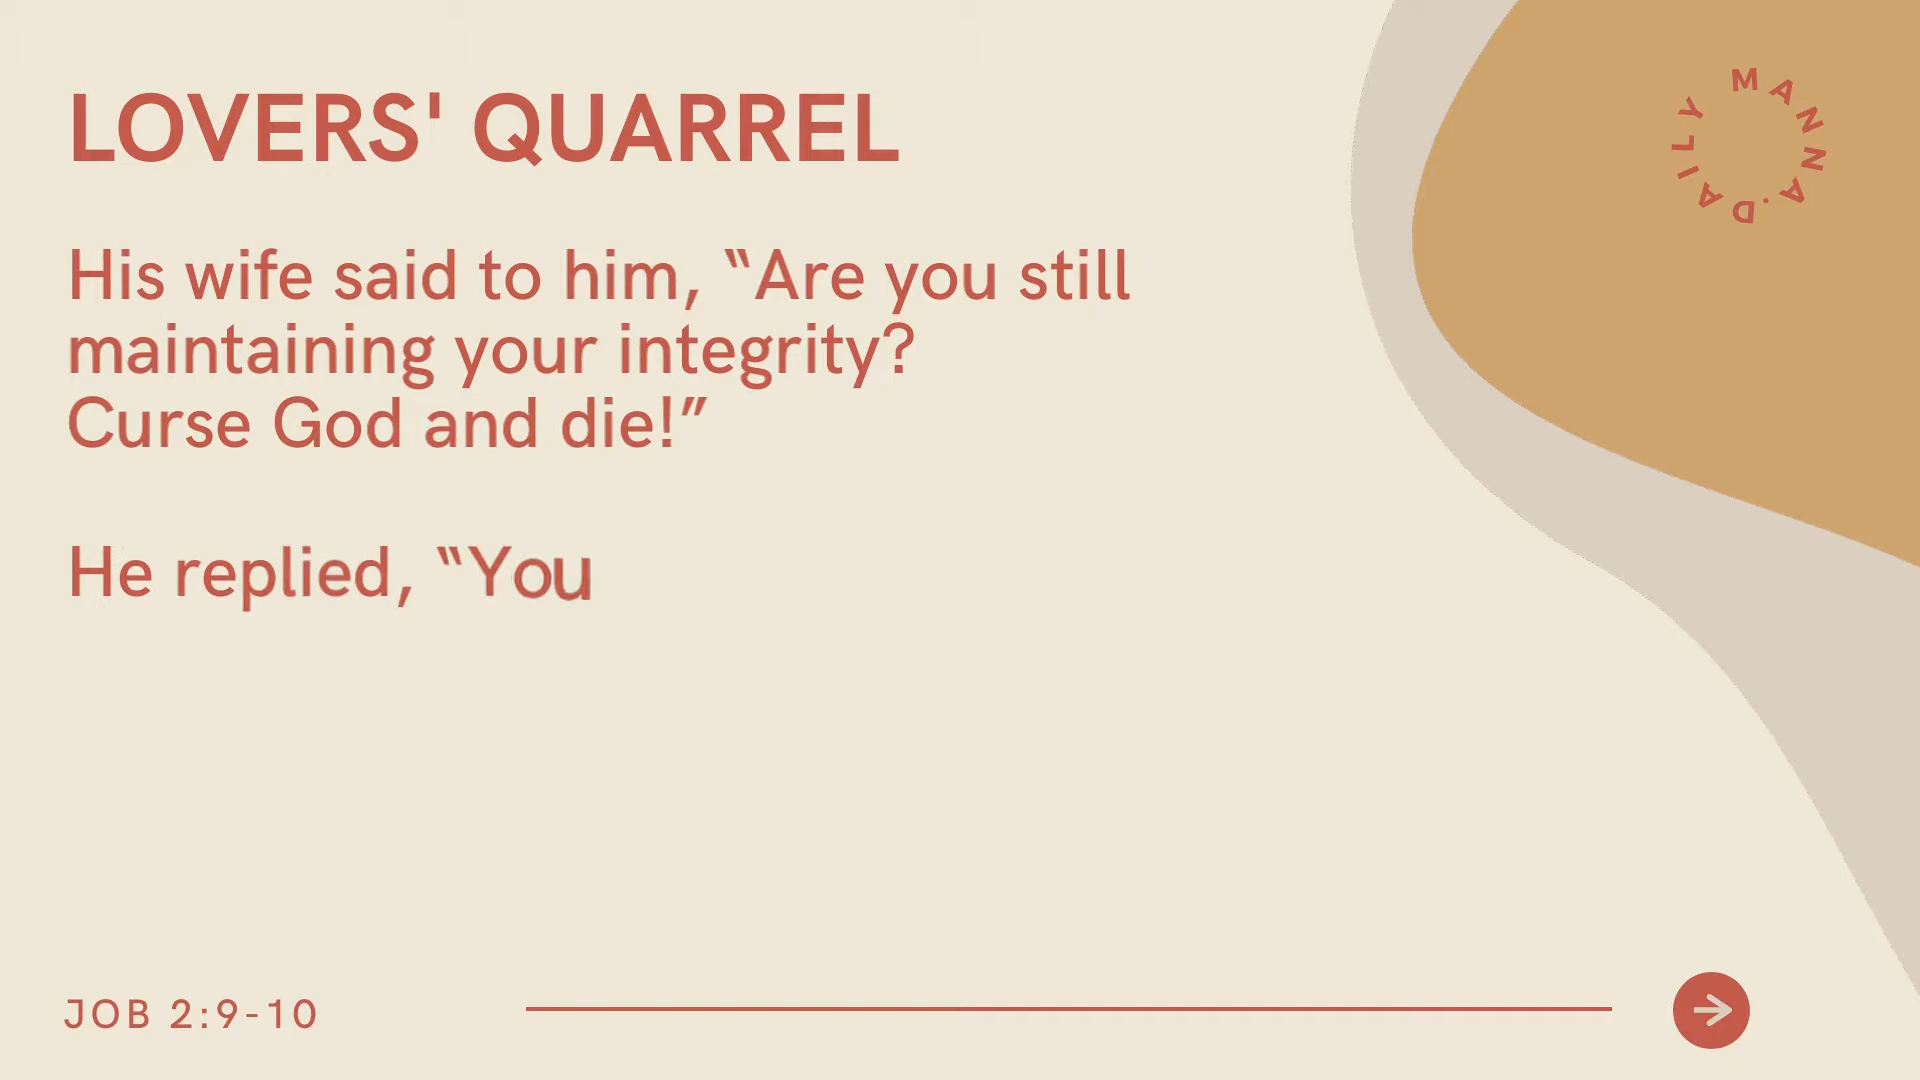 LOVERS' QUARREL
DAILY MANNA.
His wife said to him, “Are you still
maintaining your integrity?
Curse God and die!”
He replied, “You
JOB 2:9-10